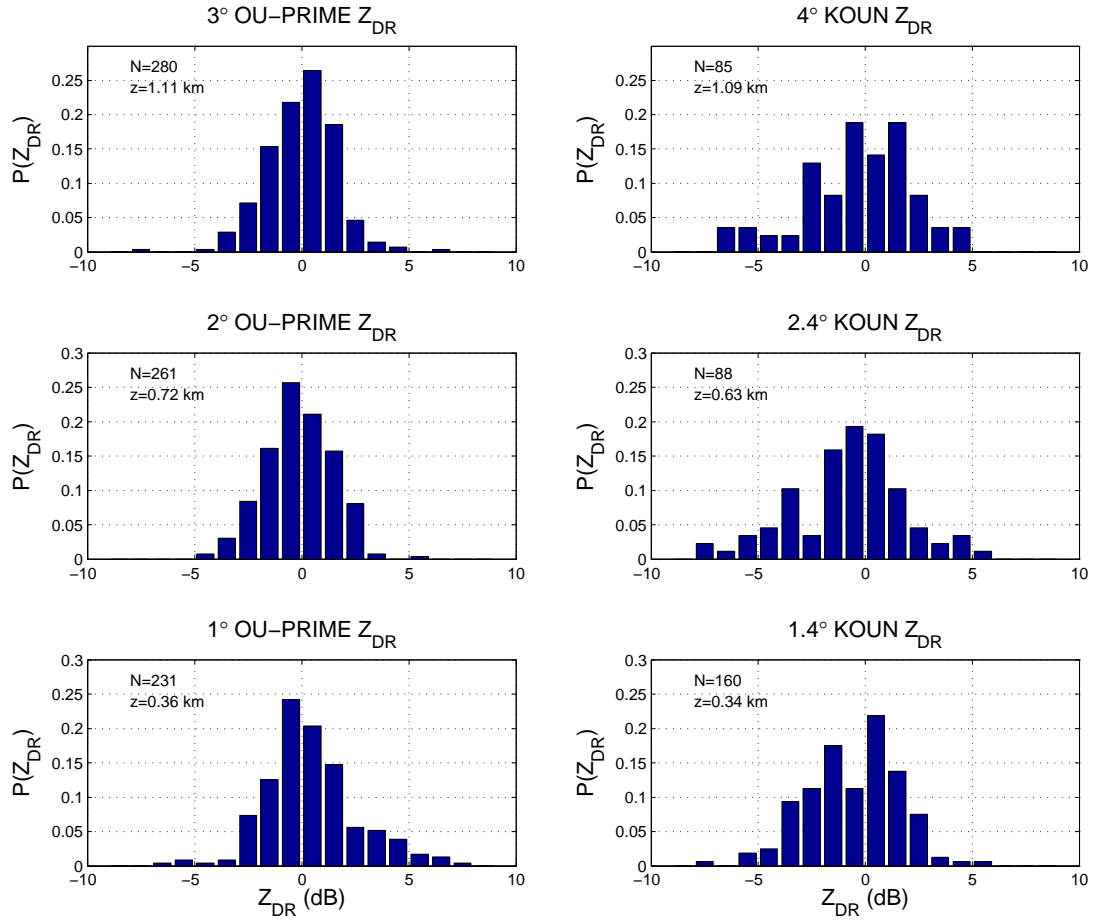 3° OU−PRIME Z_DR
P(Z_DR)
N=280
z=1.11 km
0.25
0.2
0.15
0.1
0.05
0
−10 −5 0 5 10
4° KOUN Z_DR
P(Z_DR)
N=85
z=1.09 km
0.25
0.2
0.15
0.1
0.05
0
−10 −5 0 5 10
2° OU−PRIME Z_DR
P(Z_DR)
N=261
z=0.72 km
0.3
0.25
0.2
0.15
0.1
0.05
0
−10 −5 0 5 10
2.4° KOUN Z_DR
P(Z_DR)
N=88
z=0.63 km
0.3
0.25
0.2
0.15
0.1
0.05
0
−10 −5 0 5 10
1° OU−PRIME Z_DR
P(Z_DR)
N=231
z=0.36 km
0.3
0.25
0.2
0.15
0.1
0.05
0
−10 −5 0 5 10
Z_DR (dB)
1.4° KOUN Z_DR
P(Z_DR)
N=160
z=0.34 km
0.3
0.25
0.2
0.15
0.1
0.05
0
−10 −5 0 5 10
Z_DR (dB)